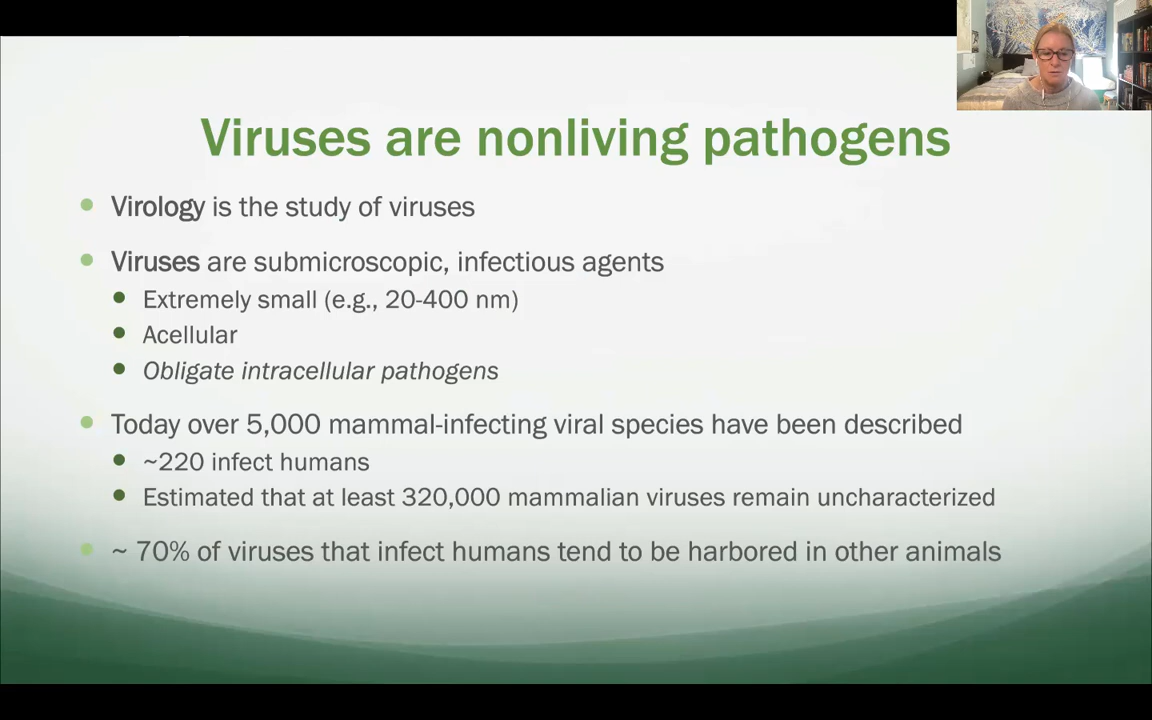 Viruses are nonliving pathogens
Virology is the study of viruses
Viruses are submicroscopic, infectious agents
Extremely small (e.g., 20-400 nm)
Acellular
Obligate intracellular pathogens
Today over 5,000 mammal-infecting viral species have been described
~220 infect humans
Estimated that at least 320,000 mammalian viruses remain uncharacterized
~ 70% of viruses that infect humans tend to be harbored in other animals